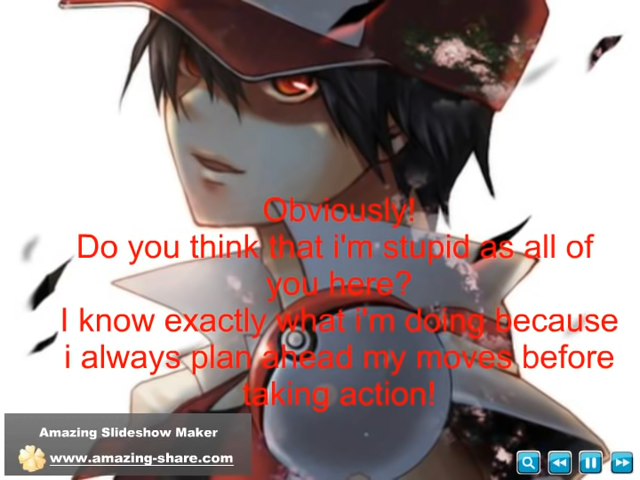 Obviously!
Do you think that i'm stupid as all of
you here?
I know exactly what i'm doing because
i always plan ahead my moves before
taking action!
Amazing Slideshow Maker
www.amazing-share.com